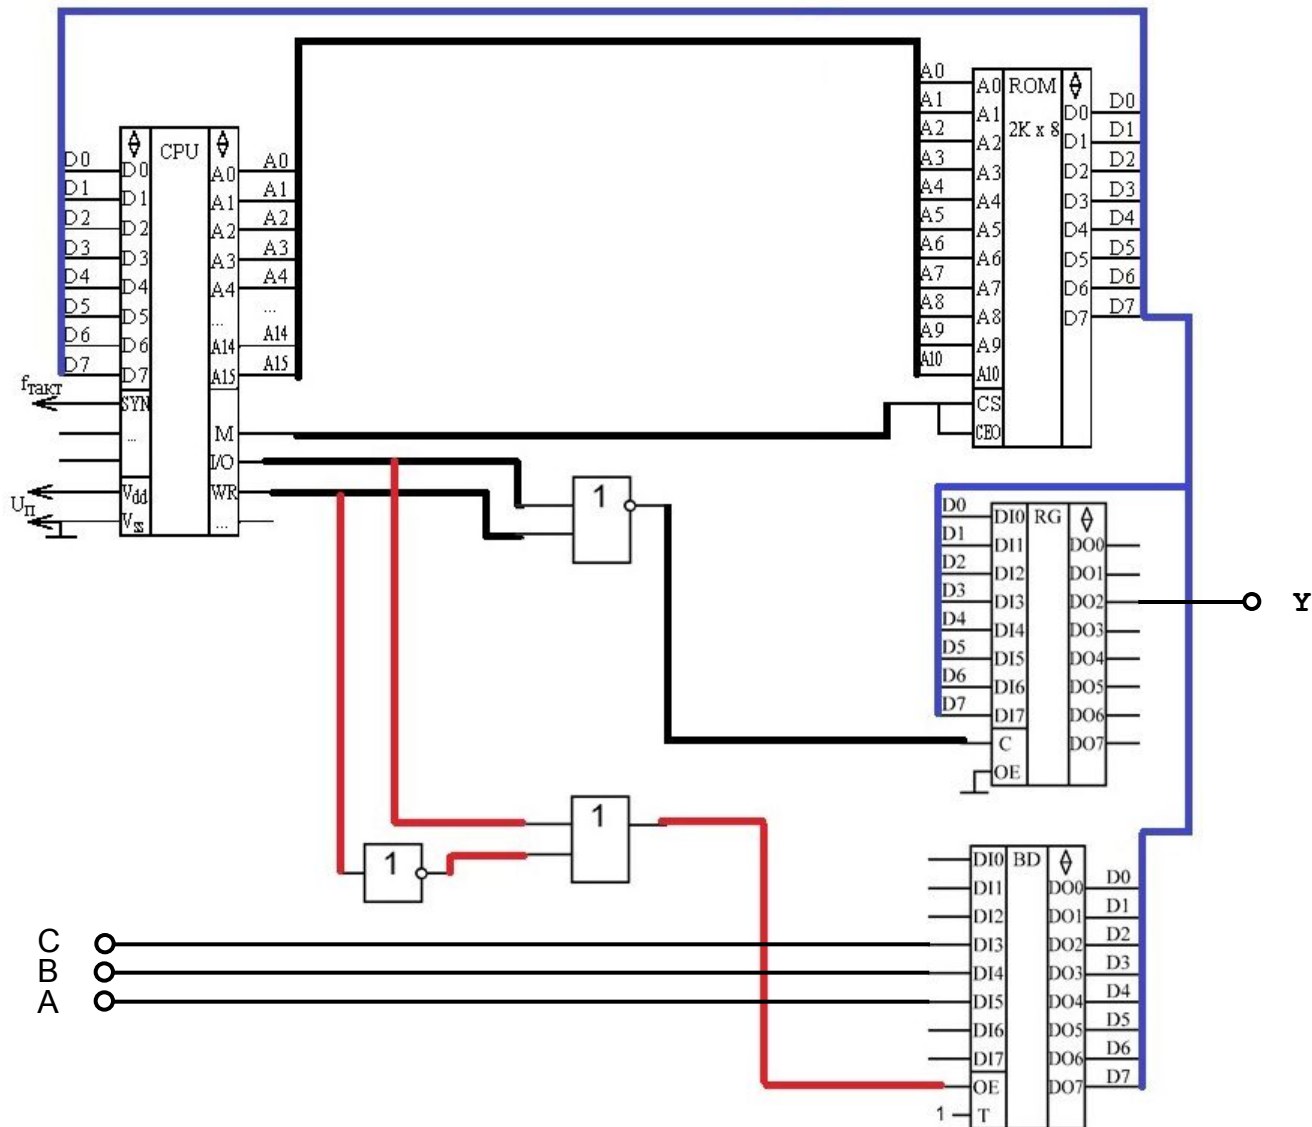 CPU
D0 D0 A0 A0
D1 D1 A1 A1
D2 D2 A2 A2
D3 D3 A3 A3
D4 D4 A4 A4
D5 D5 ... ...
D6 D6 A14 A14
D7 D7 A15 A15
fтакт SYN
... M
I/O
Vdd WR
Uп Vss ...
ROM
2K x 8
A0 A0 D0 D0
A1 A1 D1 D1
A2 A2 D2 D2
A3 A3 D3 D3
A4 A4 D4 D4
A5 A5 D5 D5
A6 A6 D6 D6
A7 A7 D7 D7
A8 A8
A9 A9
A10 A10
CS
CEO
1
RG
D0 DI0 DO0
D1 DI1 DO1
D2 DI2 DO2 Y
D3 DI3 DO3
D4 DI4 DO4
D5 DI5 DO5
D6 DI6 DO6
D7 DI7 DO7
C
OE
1
1
BD
DI0 DO0 D0
DI1 DO1 D1
DI2 DO2 D2
C DI3 DO3 D3
B DI4 DO4 D4
A DI5 DO5 D5
DI6 DO6 D6
DI7 DO7 D7
OE
1 T